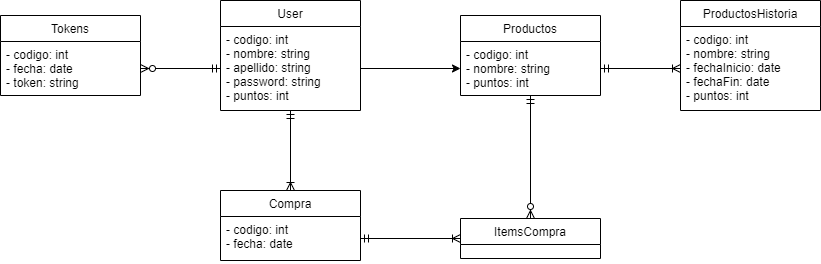 Tokens
- codigo: int
- fecha: date
- token: string
User
- codigo: int
- nombre: string
- apellido: string
- password: string
- puntos: int
Productos
- codigo: int
- nombre: string
- puntos: int
ProductosHistoria
- codigo: int
- nombre: string
- fechaInicio: date
- fechaFin: date
- puntos: int
Compra
- codigo: int
- fecha: date
ItemsCompra